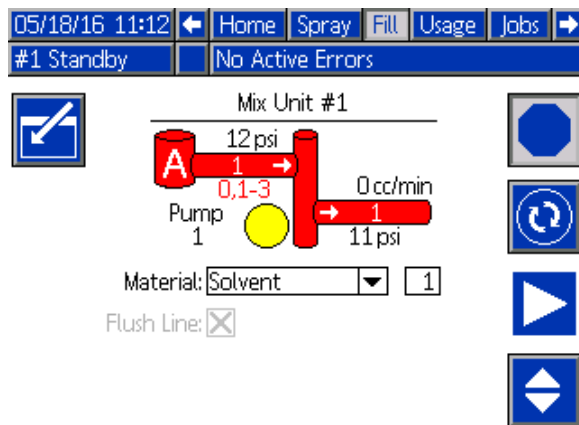 05/18/16 11:12 Home Spray Fill Usage Jobs
#1 Standby No Active Errors
Mix Unit #1
12 psi
A 1
0,1-3 0 cc/min
Pump 1
1 11 psi
Material: Solvent 1
Flush Line: